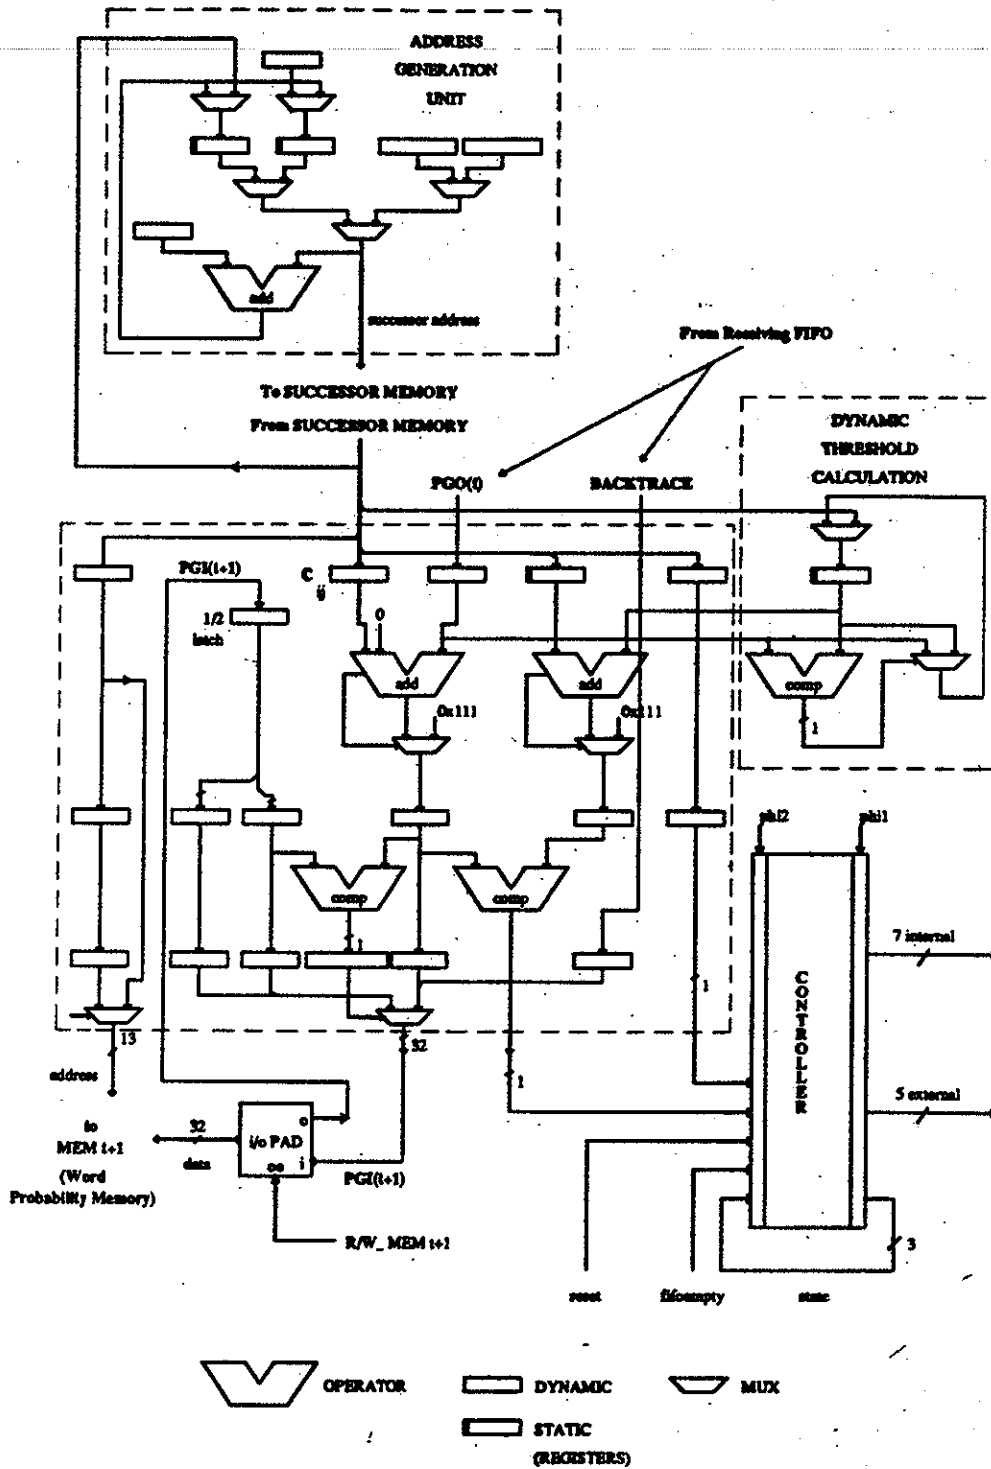 ADDRESS
GENERATION
UNIT
add
successor address
From Receiving FIFO
To SUCCESSOR MEMORY
From SUCCESSOR MEMORY
DYNAMIC
THRESHOLD
CALCULATION
PGO(t)
BACKTRACE
PGI(t+1)
C
ij
1/2
latch
0
add
add
comp
0x111
0x111
1
phi2
phi1
comp
comp
1
7 internal
CONTROLLER
1
13
32
address
1
5 external
to
MEM t+1
(Word
Probability Memory)
32
data
o
i/o PAD
oe
i
PGI(t+1)
R/W_ MEM t+1
3
reset
fifoempty
state
OPERATOR
DYNAMIC
MUX
STATIC
(REGISTERS)